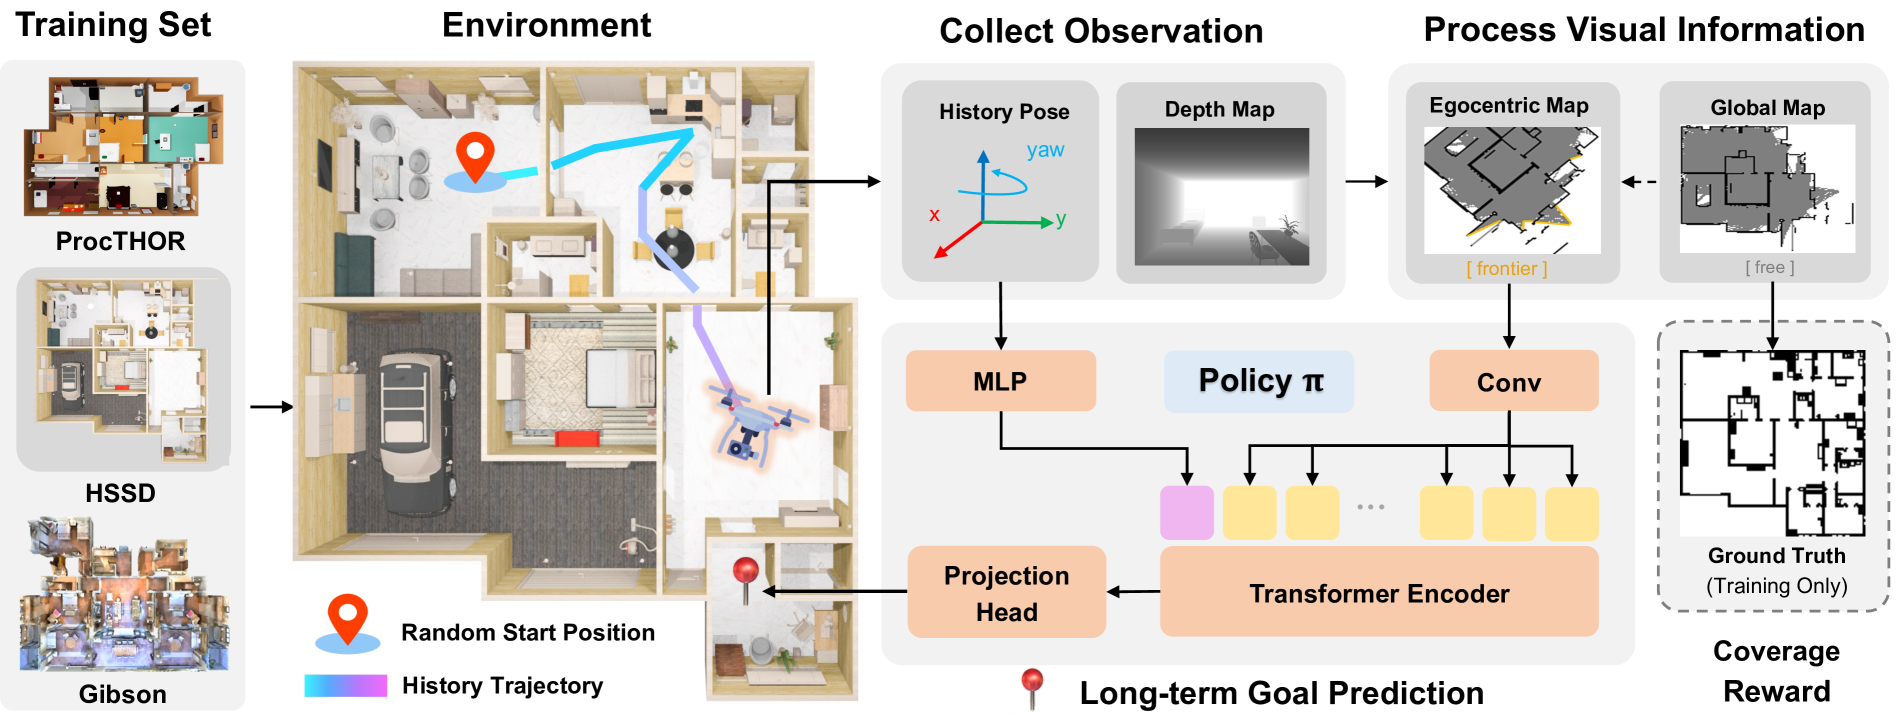 Training Set
ProcTHOR
HSSD
Gibson
Environment
Random Start Position
History Trajectory
Collect Observation
History Pose
yaw
x
y
Depth Map
Process Visual Information
Egocentric Map
[ frontier ]
Global Map
[ free ]
MLP
Policy π
Conv
...
Projection
Head
Transformer Encoder
Long-term Goal Prediction
Ground Truth
(Training Only)
Coverage
Reward